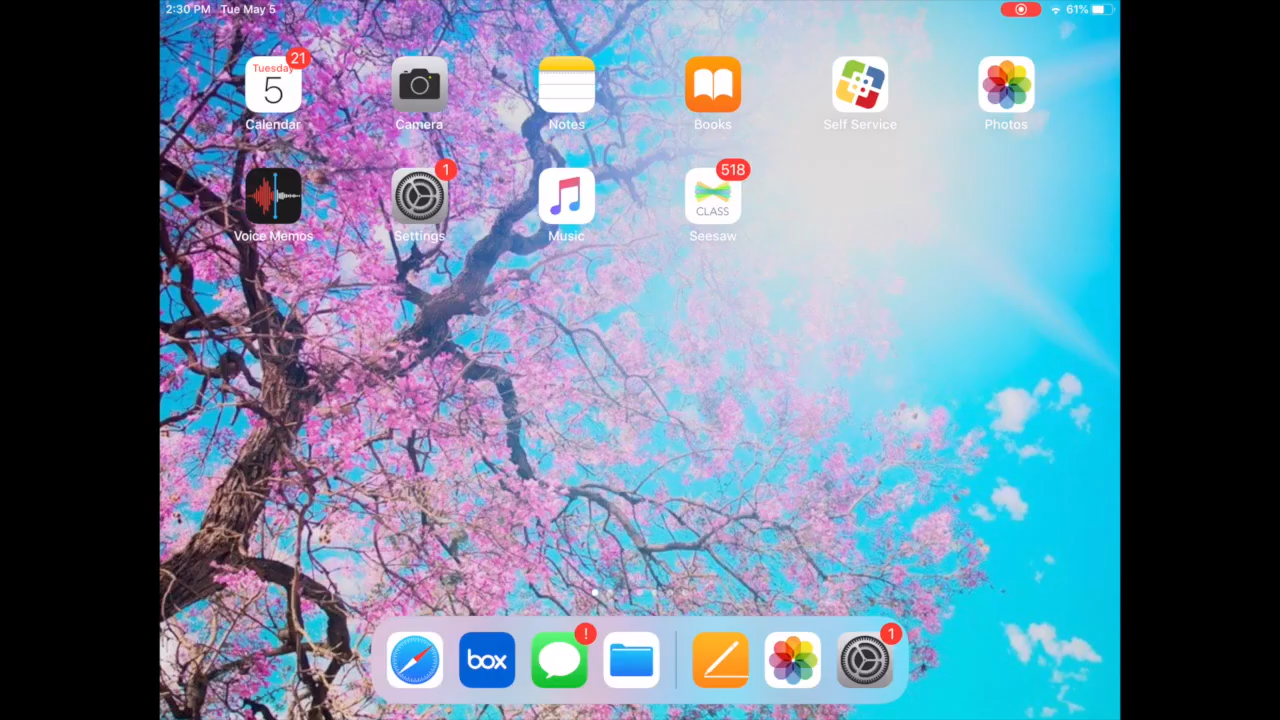 2:30 PM Tue May 5
61%
21
Tuesday
5
Calendar
Camera
Notes
Books
Self Service
Photos
1
518
CLASS
Voice Memos
Settings
Music
Seesaw
box
!
1